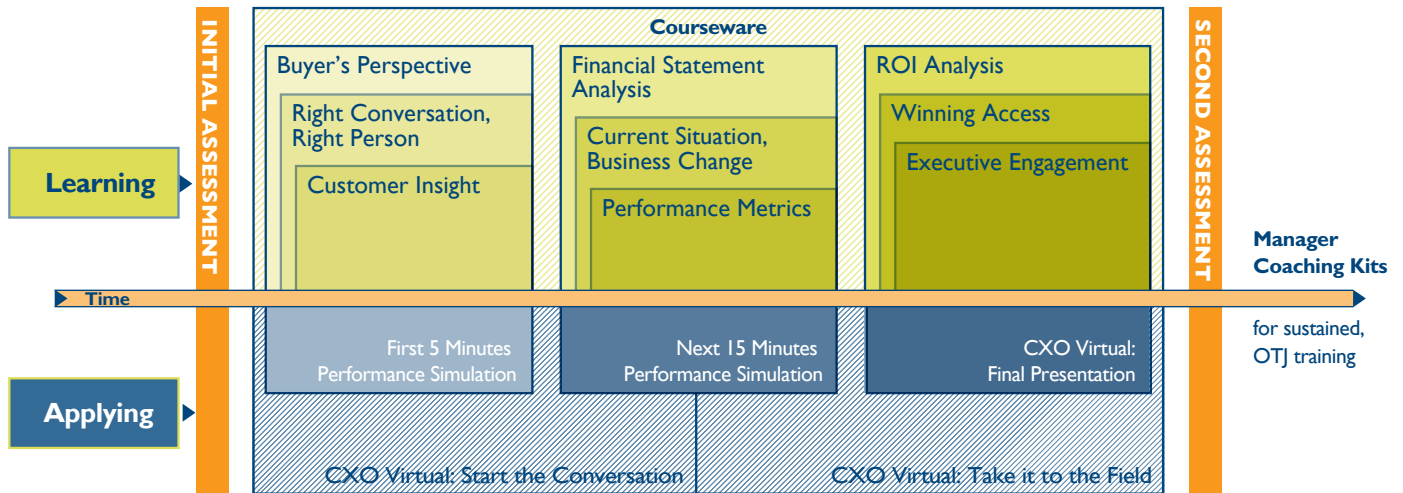 INITIAL ASSESSMENT
Courseware
SECOND ASSESSMENT
Buyer's Perspective
Right Conversation,
Right Person
Customer Insight
Financial Statement
Analysis
Current Situation,
Business Change
Performance Metrics
ROI Analysis
Winning Access
Executive Engagement
Learning
Manager
Coaching Kits
Time
for sustained,
OTJ training
First 5 Minutes
Performance Simulation
Next 15 Minutes
Performance Simulation
CXO Virtual:
Final Presentation
Applying
CXO Virtual: Start the Conversation
CXO Virtual: Take it to the Field